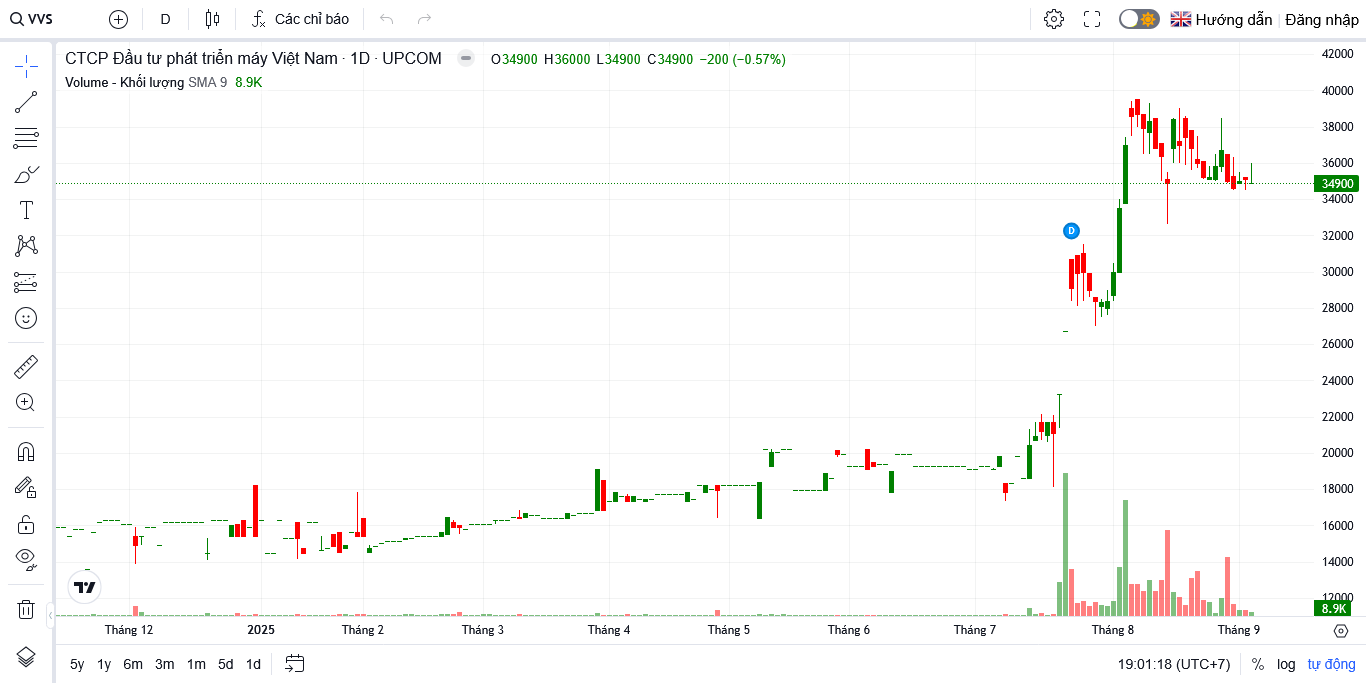 VVS D Các chỉ báo Hướng dẫn Đăng nhập
CTCP Đầu tư phát triển máy Việt Nam · 1D · UPCOM O34900 H36000 L34900 C34900 −200 (−0.57%)
Volume - Khối lượng SMA 9 8.9K
42000
40000
38000
36000
34900
34000
32000
D
30000
28000
26000
24000
22000
20000
18000
16000
14000
12000
8.9K
Tháng 12 2025 Tháng 2 Tháng 3 Tháng 4 Tháng 5 Tháng 6 Tháng 7 Tháng 8 Tháng 9
5y 1y 6m 3m 1m 5d 1d 19:01:18 (UTC+7) % log tự động